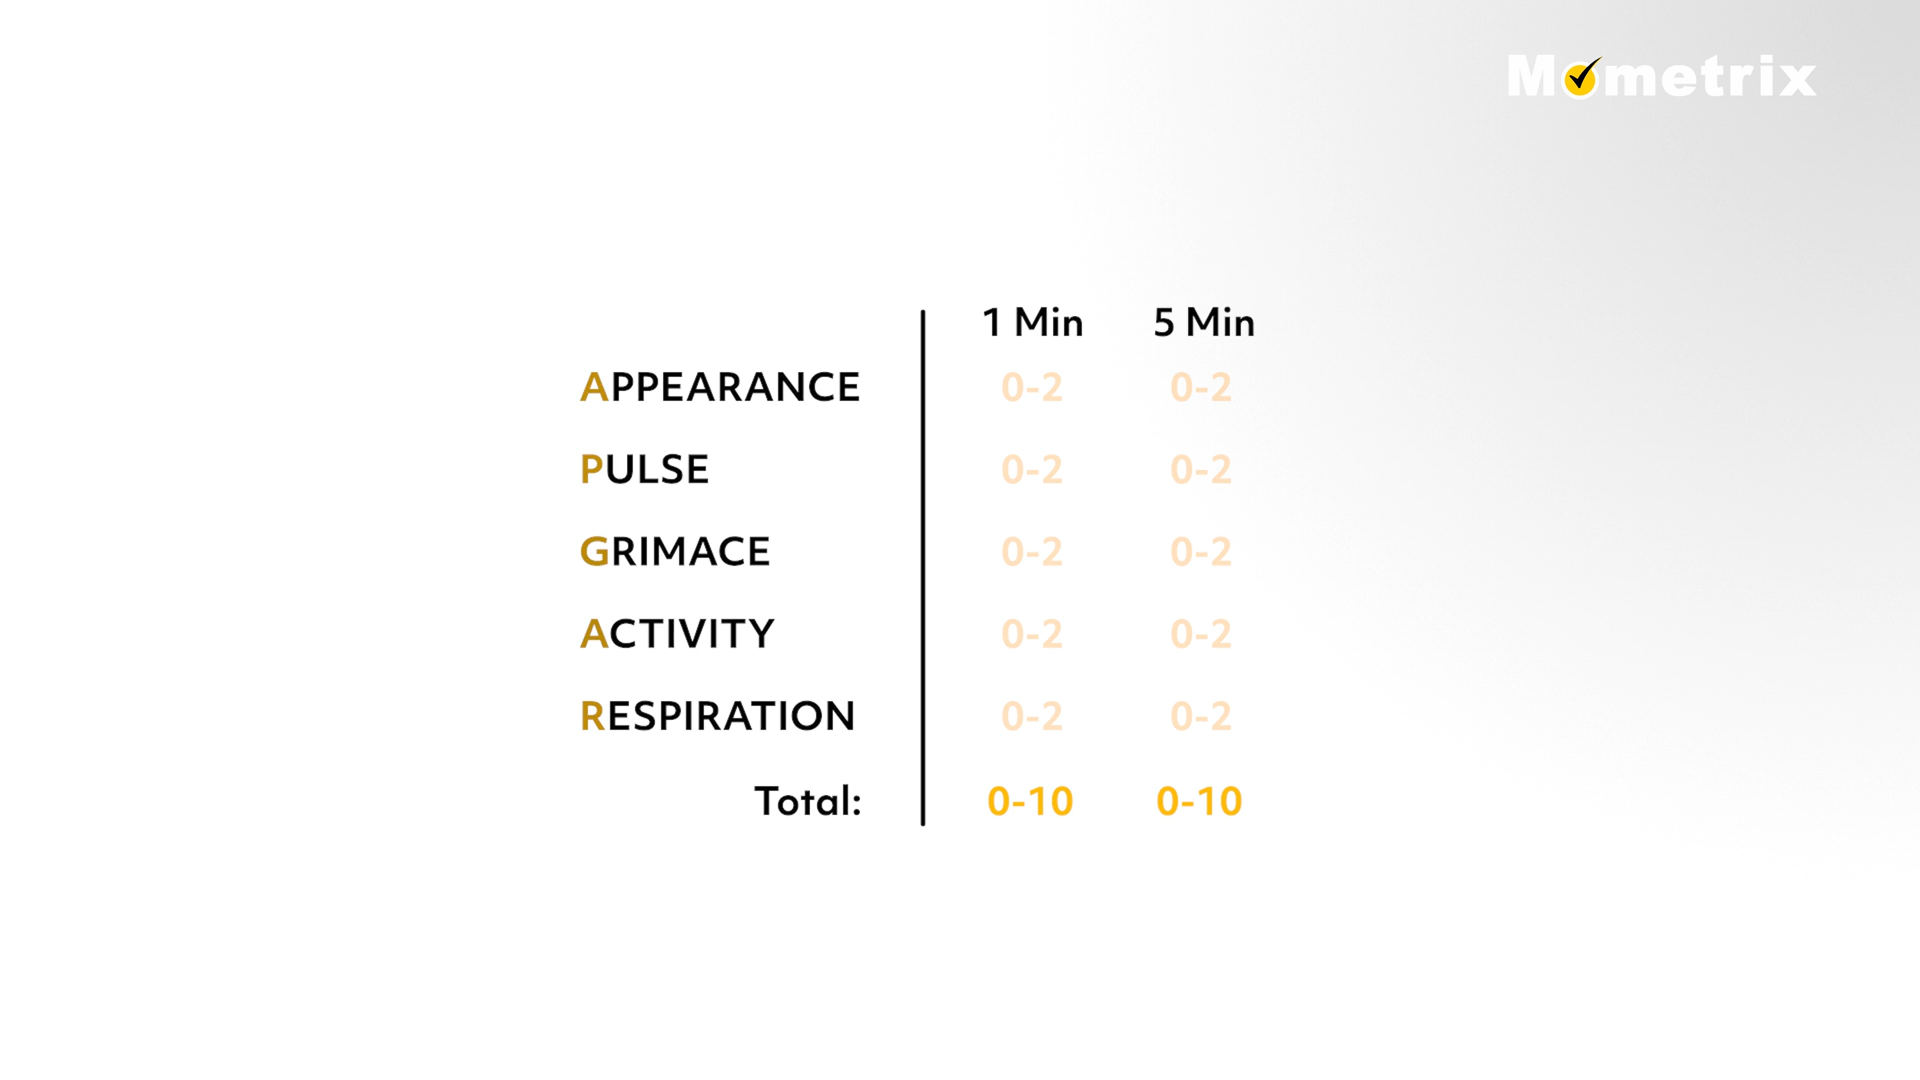 Mometrix
1 Min 5 Min
APPEARANCE 0-2 0-2
PULSE 0-2 0-2
GRIMACE 0-2 0-2
ACTIVITY 0-2 0-2
RESPIRATION 0-2 0-2
Total: 0-10 0-10